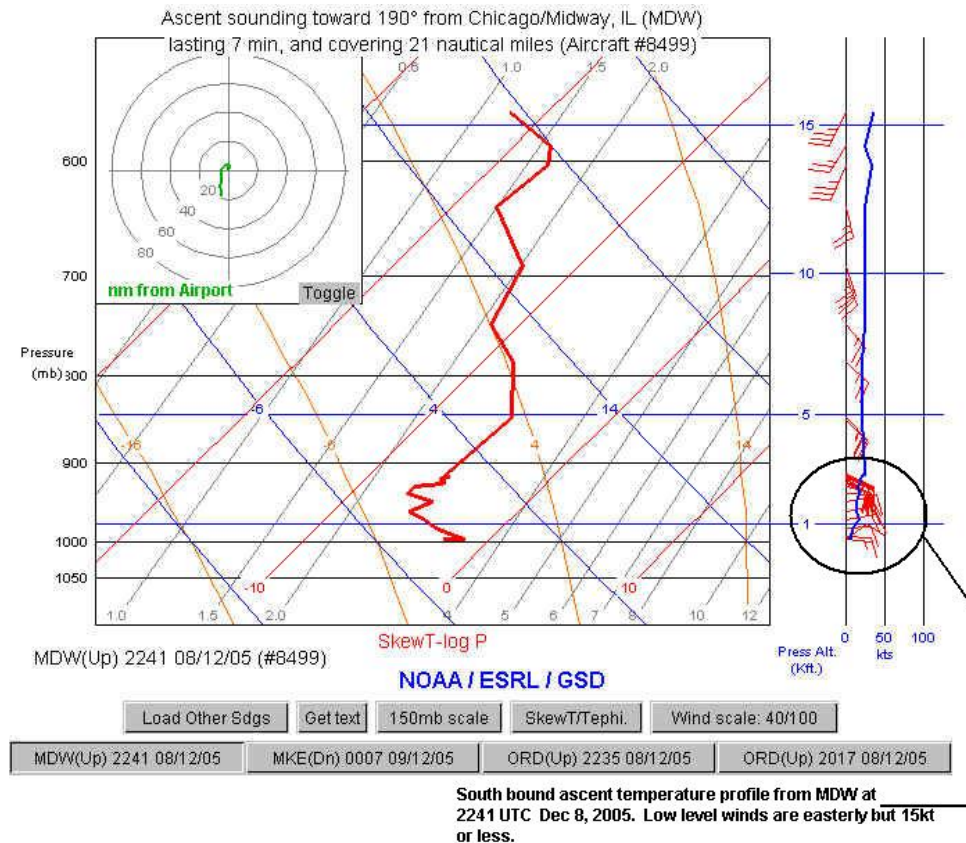 Ascent sounding toward 190° from Chicago/Midway, IL (MDW)
lasting 7 min, and covering 21 nautical miles (Aircraft #8499)
0.6 1.0 1.5 2.0
20
40
60
80
nm from Airport
Toggle
600
700
Pressure
(mb)
300
900
1000
1050
15
10
5
1
-6 4 14
-16 -6 4 14
-10 0 10
1.0 1.5 2.0 4 5 6 7 8 10 12
SkewT-log P
0 50 100
Press Alt.
(Kft.)
kts
MDW(Up) 2241 08/12/05 (#8499)
NOAA / ESRL / GSD
Load Other Sdgs Get text 150mb scale SkewT/Tephi. Wind scale: 40/100
MDW(Up) 2241 08/12/05 MKE(Dn) 0007 09/12/05 ORD(Up) 2235 08/12/05 ORD(Up) 2017 08/12/05
South bound ascent temperature profile from MDW at
2241 UTC Dec 8, 2005. Low level winds are easterly but 15kt
or less.